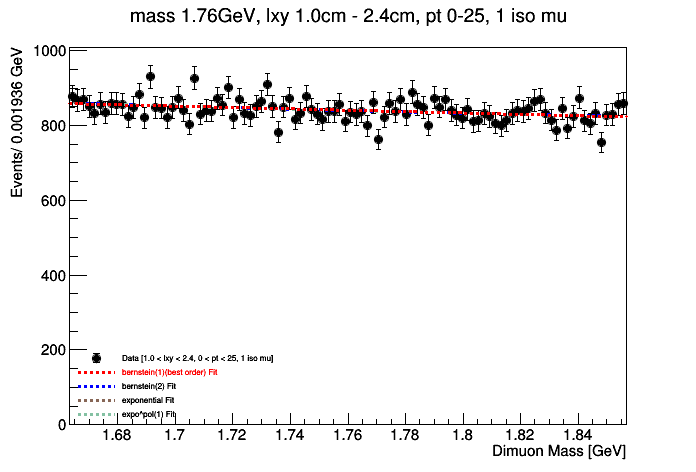 mass 1.76GeV, lxy 1.0cm - 2.4cm, pt 0-25, 1 iso mu
Events/ 0.001936 GeV
1000
800
600
400
200
0
Data [1.0 < lxy < 2.4, 0 < pt < 25, 1 iso mu]
bernstein(1)(best order) Fit
bernstein(2) Fit
exponential Fit
expo*pol(1) Fit
1.68 1.7 1.72 1.74 1.76 1.78 1.8 1.82 1.84
Dimuon Mass [GeV]